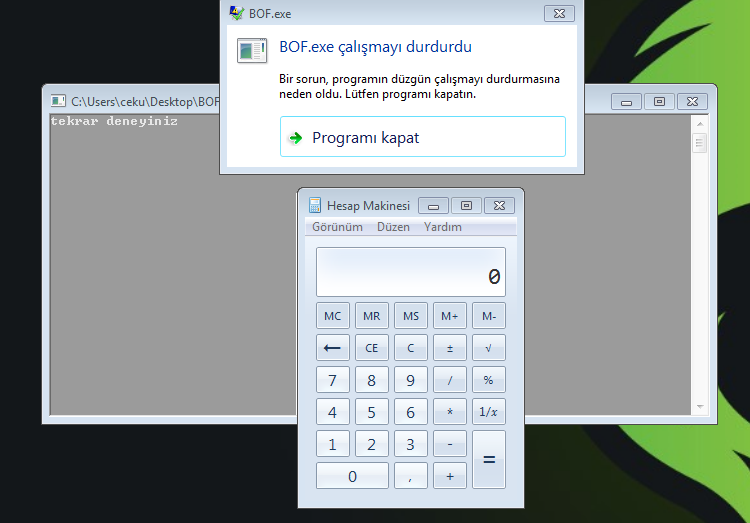 BOF.exe
BOF.exe çalışmayı durdurdu
Bir sorun, programın düzgün çalışmayı durdurmasına
neden oldu. Lütfen programı kapatın.
Programı kapat
C:\Users\ceku\Desktop\BOF
tekrar deneyiniz
Hesap Makinesi
Görünüm Düzen Yardım
0
MC MR MS M+ M-
← CE C ± √
7 8 9 / %
4 5 6 * 1/x
1 2 3 - =
0 , +